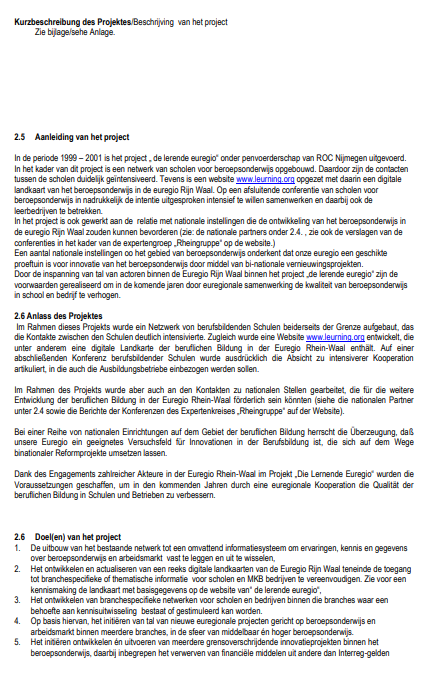 Kurzbeschreibung des Projektes/Beschrijving van het project
Zie bijlage/sehe Anlage.
2.5 Aanleiding van het project
In de periode 1999 – 2001 is het project „ de lerende euregio“ onder penvoerderschap van ROC Nijmegen uitgevoerd.
In het kader van dit project is een netwerk van scholen voor beroepsonderwijs opgebouwd. Daardoor zijn de contacten
tussen de scholen duidelijk geïntensiveerd. Tevens is een website www.leurning.org opgezet met daarin een digitale
landkaart van het beroepsonderwijs in de euregio Rijn Waal. Op een afsluitende conferentie van scholen voor
beroepsonderwijs in nadrukkelijk de intentie uitgesproken intensief te willen samenwerken en daarbij ook de
leerbedrijven te betrekken.
In het project is ook gewerkt aan de relatie met nationale instellingen die de ontwikkeling van het beroepsonderwijs in
de euregio Rijn Waal zouden kunnen bevorderen (zie: de nationale partners onder 2.4. , zie ook de verslagen van de
conferenties in het kader van de expertengroep „Rheingruppe“ op the website.)
Een aantal nationale instellingen oo het gebied van beroepsonderwijs onderkent dat onze euregio een geschikte
proeftuin is voor innovatie van het beroepsonderwijs door middel van bi-nationale vernieuwingsprojekten.
Door de inspanning van tal van actoren binnen de Euregio Rijn Waal binnen het project „de lerende euregio“ zijn de
voorwaarden gerealiseerd om in de komende jaren door euregionale samenwerking de kwaliteit van beroepsonderwijs
in school en bedrijf te verhogen.
2.6 Anlass des Projektes
Im Rahmen dieses Projekts wurde ein Netzwerk von berufsbildenden Schulen beiderseits der Grenze aufgebaut, das
die Kontakte zwischen den Schulen deutlich intensivierte. Zugleich wurde eine Website www.leurning.org entwickelt, die
unter anderem eine digitale Landkarte der beruflichen Bildung in der Euregio Rhein-Waal enthält. Auf einer
abschließenden Konferenz berufsbildender Schulen wurde ausdrücklich die Absicht zu intensiverer Kooperation
artikuliert, in die auch die Ausbildungsbetriebe einbezogen werden sollen.
Im Rahmen des Projekts wurde aber auch an den Kontakten zu nationalen Stellen gearbeitet, die für die weitere
Entwicklung der beruflichen Bildung in der Euregio Rhein-Waal förderlich sein könnten (siehe die nationalen Partner
unter 2.4 sowie die Berichte der Konferenzen des Expertenkreises „Rheingruppe“ auf der Website).
Bei einer Reihe von nationalen Einrichtungen auf dem Gebiet der beruflichen Bildung herrscht die Überzeugung, daß
unsere Euregio ein geeignetes Versuchsfeld für Innovationen in der Berufsbildung ist, die sich auf dem Wege
binationaler Reformprojekte umsetzen lassen.
Dank des Engagements zahlreicher Akteure in der Euregio Rhein-Waal im Projekt „Die Lernende Euregio“ wurden die
Voraussetzungen geschaffen, um in den kommenden Jahren durch eine euregionale Kooperation die Qualität der
beruflichen Bildung in Schulen und Betrieben zu verbessern.
2.6 Doel(en) van het project
1. De uitbouw van het bestaande netwerk tot een omvattend informatiesysteem om ervaringen, kennis en gegevens
over beroepsonderwijs en arbeidsmarkt vast te leggen en uit te wisselen,
2. Het ontwikkelen en actualiseren van een reeks digitale landkaarten van de Euregio Rijn Waal teneinde de toegang
tot branchespecifieke of thematische informatie voor scholen en MKB bedrijven te vereenvoudigen. Zie voor een
kennismaking de landkaart met basisgegevens op de website van“ de lerende euregio“,
3. Het ontwikkelen van branchespecifieke netwerken voor scholen en bedrijven binnen die branches waar een
behoefte aan kennisuitwisseling bestaat of gestimuleerd kan worden.
4. Op basis hiervan, het initiëren van tal van nieuwe euregionale projecten gericht op beroepsonderwijs en
arbeidsmarkt binnen meerdere branches, in de sfeer van middelbaar én hoger beroepsonderwijs.
5. Het initiëren ontwikkelen én uitvoeren van meerdere grensoverschrijdende innovatieprojekten binnen het
beroepsonderwijs, daarbij inbegrepen het verwerven van financiële middelen uit andere dan Interreg-gelden